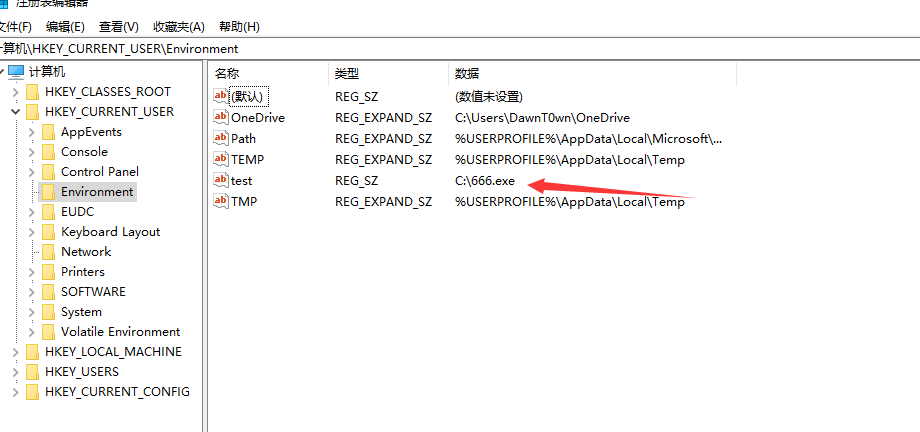 注册表编辑器
文件(F) 编辑(E) 查看(V) 收藏夹(A) 帮助(H)
计算机\HKEY_CURRENT_USER\Environment
计算机
HKEY_CLASSES_ROOT
HKEY_CURRENT_USER
AppEvents
Console
Control Panel
Environment
EUDC
Keyboard Layout
Network
Printers
SOFTWARE
System
Volatile Environment
HKEY_LOCAL_MACHINE
HKEY_USERS
HKEY_CURRENT_CONFIG
名称 类型 数据
(默认) REG_SZ (数值未设置)
OneDrive REG_EXPAND_SZ C:\Users\DawnT0wn\OneDrive
Path REG_EXPAND_SZ %USERPROFILE%\AppData\Local\Microsoft\...
TEMP REG_EXPAND_SZ %USERPROFILE%\AppData\Local\Temp
test REG_SZ C:\666.exe
TMP REG_EXPAND_SZ %USERPROFILE%\AppData\Local\Temp